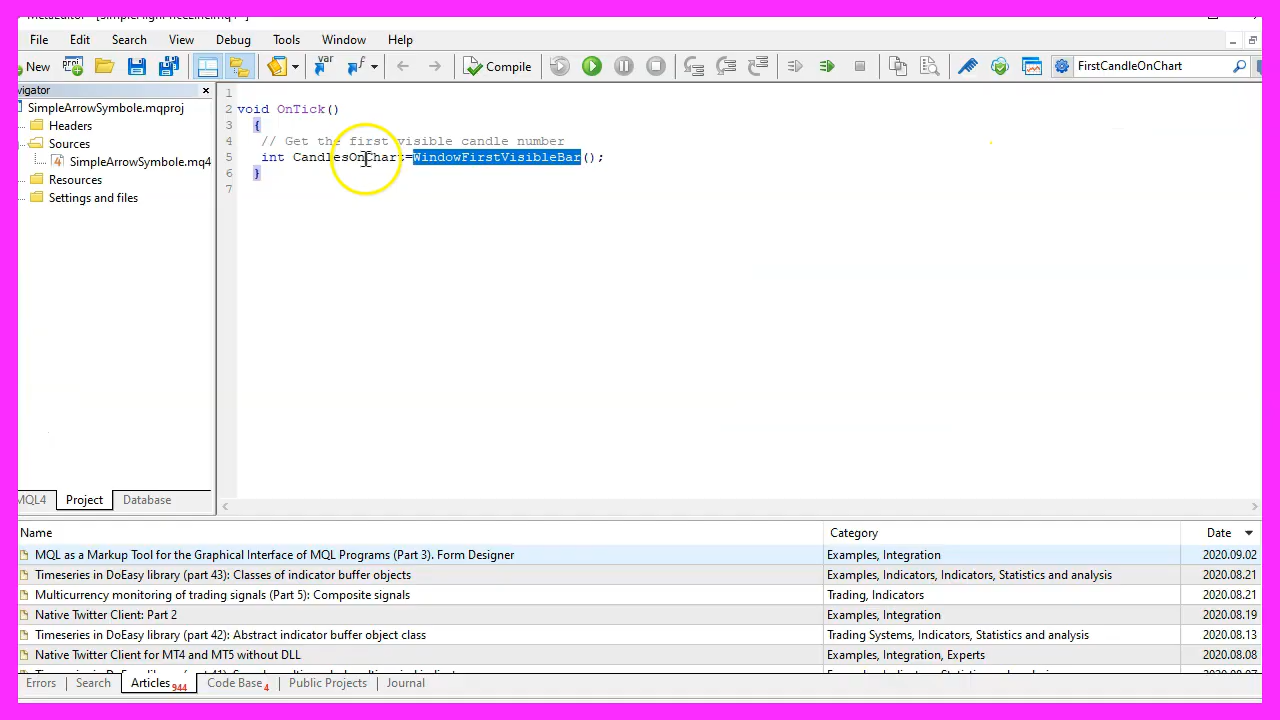 MetaEditor - [SimpleHighPriceLine.mq4 *]
File Edit Search View Debug Tools Window Help
New var Compile FirstCandleOnChart
vigator
SimpleArrowSymbole.mqproj
Headers
Sources
SimpleArrowSymbole.mq4
Resources
Settings and files
MQL4 Project Database
1
2 void OnTick()
3 {
4 // Get the first visible candle number
5 int CandlesOnChart=WindowFirstVisibleBar();
6 }
7
Name Category Date
MQL as a Markup Tool for the Graphical Interface of MQL Programs (Part 3). Form Designer Examples, Integration 2020.09.02
Timeseries in DoEasy library (part 43): Classes of indicator buffer objects Examples, Indicators, Indicators, Statistics and analysis 2020.08.21
Multicurrency monitoring of trading signals (Part 5): Composite signals Trading, Indicators 2020.08.21
Native Twitter Client: Part 2 Examples, Integration 2020.08.19
Timeseries in DoEasy library (part 42): Abstract indicator buffer object class Trading Systems, Indicators, Statistics and analysis 2020.08.13
Native Twitter Client for MT4 and MT5 without DLL Examples, Integration, Experts 2020.08.08
Errors Search Articles 944 Code Base 4 Public Projects Journal